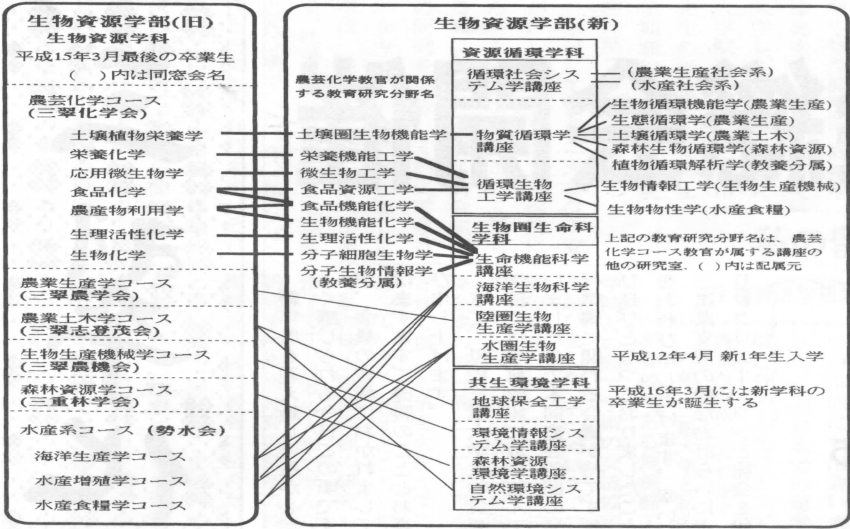 生物資源学部(旧)
生物資源学科
平成15年3月最後の卒業生
(　)内は同窓会名
農芸化学コース
(三翠化学会)
土壌植物栄養学
栄養化学
応用微生物学
食品化学
農産物利用学
生理活性化学
生物化学
農業生産学コース
(三翠農学会)
農業土木学コース
(三翠志登茂会)
生物生産機械学コース
(三翠農機会)
森林資源学コース
(三重林学会)
水産系コース (勢水会)
海洋生産学コース
水産増殖学コース
水産食糧学コース
生物資源学部(新)
農芸化学教官が関係
する教育研究分野名
土壌圏生物機能学
栄養機能工学
微生物工学
食品資源工学
食品機能化学
生物機能化学
生理活性化学
分子細胞生物学
分子生物情報学
(教養分属)
資源循環学科
循環社会シス
テム学講座
物質循環学
講座
循環生物
工学講座
生物圏生命科
学科
生命機能科学
講座
海洋生物科学
講座
陸圏生物
生産学講座
水圏生物
生産学講座
共生環境学科
地球保全工学
講座
環境情報シス
テム学講座
森林資源
環境学講座
自然環境シス
テム学講座
(農業生産社会系)
(水産社会系)
生物循環機能学(農業生産)
生態循環学(農業生産)
土壌循環学(農業土木)
森林生物循環学(森林資源)
植物循環解析学(教養分属)
生物情報工学(生物生産機械)
生物物性学(水産食糧)
上記の教育研究分野名は、農芸
化学コース教官が属する講座の
他の研究室、(　)内は配属元
平成12年4月 新1年生入学
平成16年3月には新学科の
卒業生が誕生する